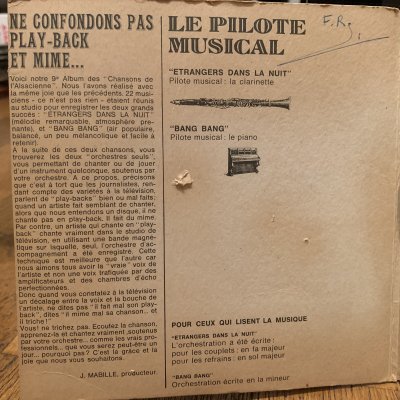 NE CONFONDONS PAS
PLAY-BACK
ET MIME...
Voici notre 9e Album des "Chansons de
l'Alsacienne". Nous l'avons réalisé avec
la même joie que les précédents. 22 musi-
ciens - ce n'est pas rien - étaient réunis
au studio pour enregistrer les deux grands
succès : "ÉTRANGERS DANS LA NUIT"
(mélodie remarquable, atmosphère pre-
nante), et "BANG BANG" (air populaire,
balancé, un peu mélancolique et facile à
retenir).
A la suite de ces deux chansons, vous
trouverez les deux "orchestres seuls";
vous permettant de chanter ou de jouer
d'un instrument quelconque, soutenus par
votre orchestre. A ce propos, précisons
que c'est à tort que les journalistes, ren-
dant compte des variétés à la télévision,
parlent de "play-backs" bien ou mal faits;
quand un artiste fait semblant de chanter,
alors que nous entendons un disque, il ne
chante pas en play-back. Il fait du mime.
Par contre, un artiste qui chante en "play-
back" chante vraiment dans le studio de
télévision, en utilisant une bande magné-
tique sur laquelle, seul, l'orchestre d'ac-
compagnement a été enregistré. Cette
technique est meilleure que l'autre car
nous aimons tous avoir la "vraie" voix de
l'artiste et non une voix trafiquée par des
amplificateurs et des chambres d'écho
perfectionnées.
Donc quand vous constatez à la télévision
un décalage entre la voix et la bouche de
l'artiste, ne dites pas "il fait mal son play-
back", dites "il mime mal sa chanson... et
il triche !"
Vous ! ne trichez pas. Ecoutez la chanson,
apprenez-la et chantez vraiment soutenus
par votre orchestre... comme les vrais pro-
fessionnels... que vous serez peut-être un
jour... pourquoi pas ? C'est la grâce et la
joie que nous vous souhaitons.
J. MABILLE, producteur.
LE PILOTE
MUSICAL
F.R.
"ETRANGERS DANS LA NUIT"
Pilote musical : la clarinette
"BANG BANG"
Pilote musical : le piano
POUR CEUX QUI LISENT LA MUSIQUE
"ETRANGERS DANS LA NUIT"
L'orchestration a été écrite :
pour les couplets : en fa majeur
pour les refrains : en sol majeur
"BANG BANG"
Orchestration écrite en la mineur